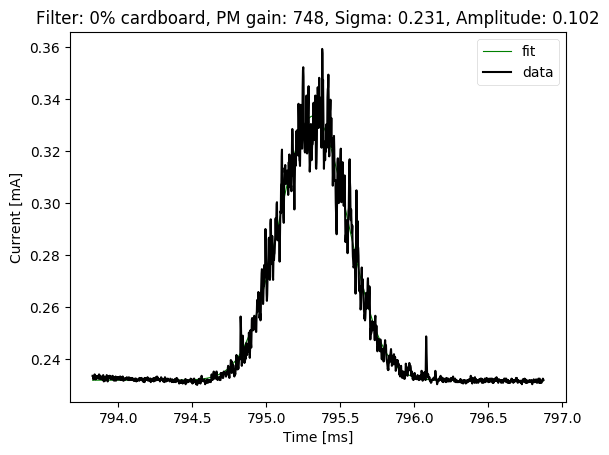 Filter: 0% cardboard, PM gain: 748, Sigma: 0.231, Amplitude: 0.102
0.36
fit
data
0.34
0.32
0.30
0.28
0.26
0.24
Current [mA]
794.0 794.5 795.0 795.5 796.0 796.5 797.0
Time [ms]